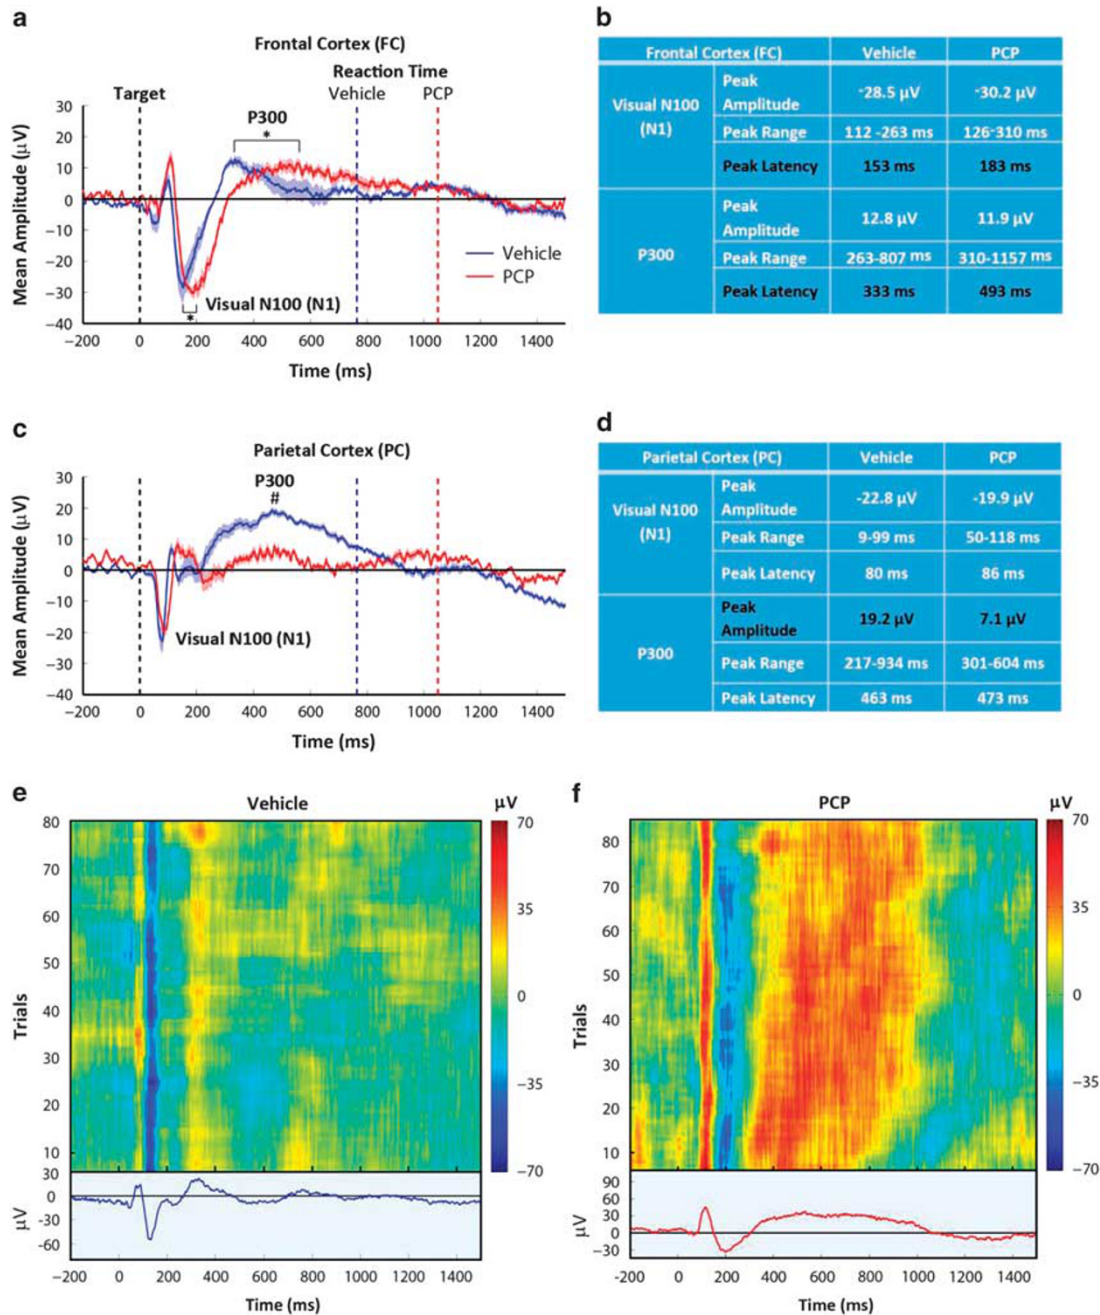 a
Frontal Cortex (FC)
Reaction Time
Target
Vehicle
PCP
P300
*
30
20
10
0
-10
-20
-30
-40
Mean Amplitude (µV)
Vehicle
PCP
Visual N100 (N1)
*
-200 0 200 400 600 800 1000 1200 1400
Time (ms)
b
Frontal Cortex (FC) Vehicle PCP
Visual N100 (N1)
Peak Amplitude -28.5 µV -30.2 µV
Peak Range 112 -263 ms 126-310 ms
Peak Latency 153 ms 183 ms
P300
Peak Amplitude 12.8 µV 11.9 µV
Peak Range 263-807 ms 310-1157 ms
Peak Latency 333 ms 493 ms
c
Parietal Cortex (PC)
P300
#
30
20
10
0
-10
-20
-30
-40
Mean Amplitude (µV)
Visual N100 (N1)
-200 0 200 400 600 800 1000 1200 1400
Time (ms)
d
Parietal Cortex (PC) Vehicle PCP
Visual N100 (N1)
Peak Amplitude -22.8 µV -19.9 µV
Peak Range 9-99 ms 50-118 ms
Peak Latency 80 ms 86 ms
P300
Peak Amplitude 19.2 µV 7.1 µV
Peak Range 217-934 ms 301-604 ms
Peak Latency 463 ms 473 ms
e
Vehicle
µV
80
70
60
50
40
30
20
10
Trials
70
35
0
-35
-70
30
0
-30
-60
µV
-200 0 200 400 600 800 1000 1200 1400
Time (ms)
f
PCP
µV
80
70
60
50
40
30
20
10
Trials
70
35
0
-35
-70
90
60
30
0
-30
µV
-200 0 200 400 600 800 1000 1200 1400
Time (ms)